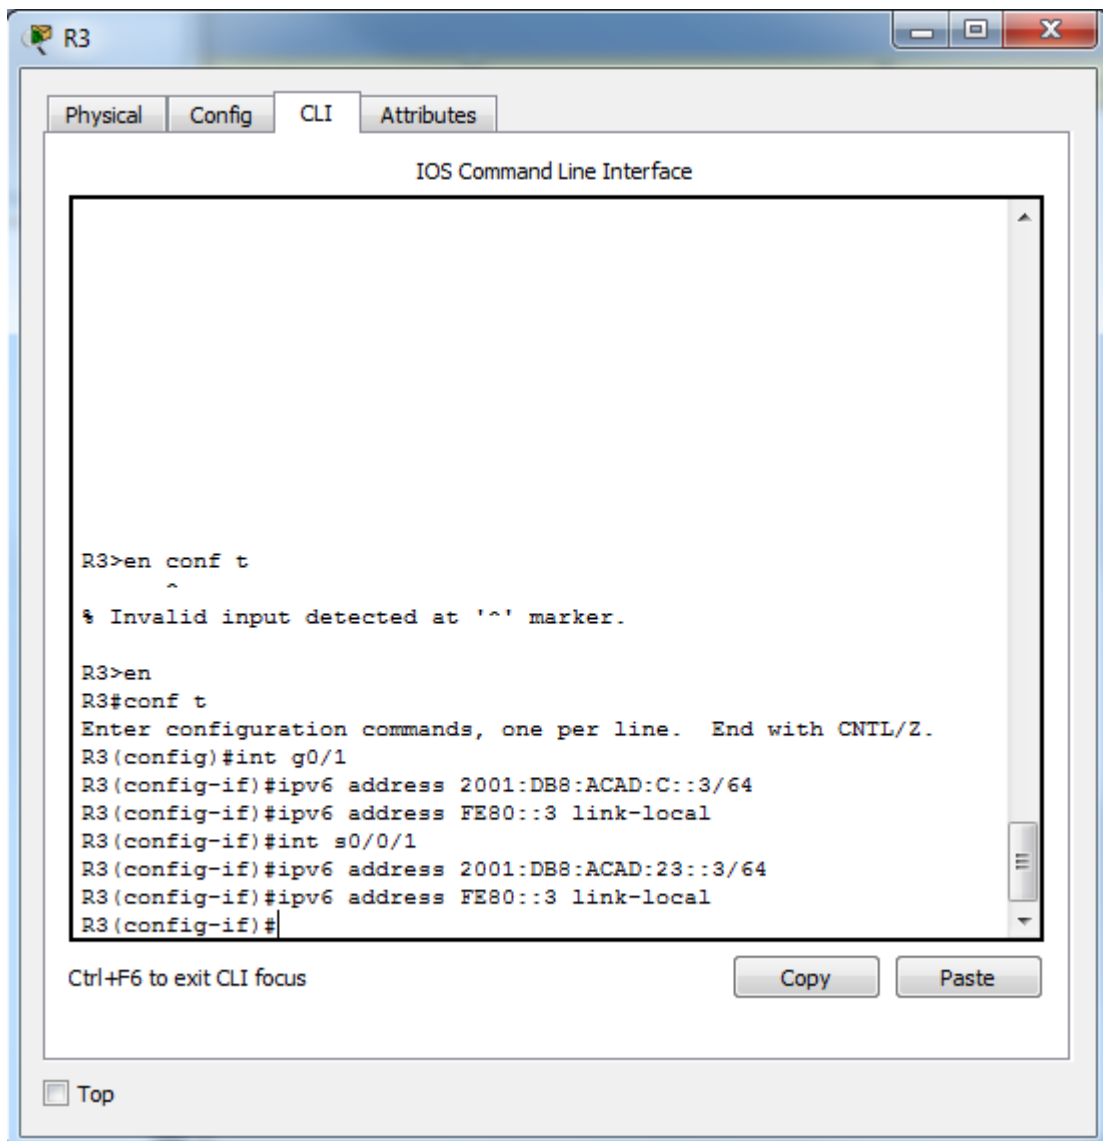 R3
Physical Config CLI Attributes
IOS Command Line Interface
R3>en conf t
^
% Invalid input detected at '^' marker.
R3>en
R3#conf t
Enter configuration commands, one per line.  End with CNTL/Z.
R3(config)#int g0/1
R3(config-if)#ipv6 address 2001:DB8:ACAD:C::3/64
R3(config-if)#ipv6 address FE80::3 link-local
R3(config-if)#int s0/0/1
R3(config-if)#ipv6 address 2001:DB8:ACAD:23::3/64
R3(config-if)#ipv6 address FE80::3 link-local
R3(config-if)#
Ctrl+F6 to exit CLI focus Copy Paste
Top